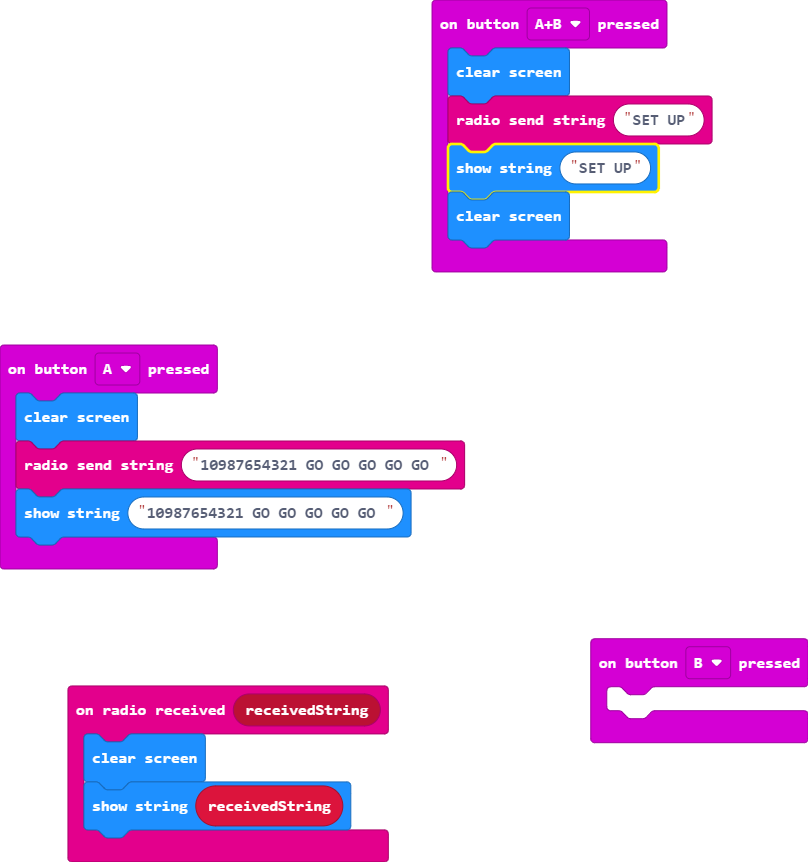 on button A+B pressed
clear screen
radio send string "SET UP"
show string "SET UP"
clear screen
on button A pressed
clear screen
radio send string "10987654321 GO GO GO GO GO "
show string "10987654321 GO GO GO GO GO "
on button B pressed
on radio received receivedString
clear screen
show string receivedString